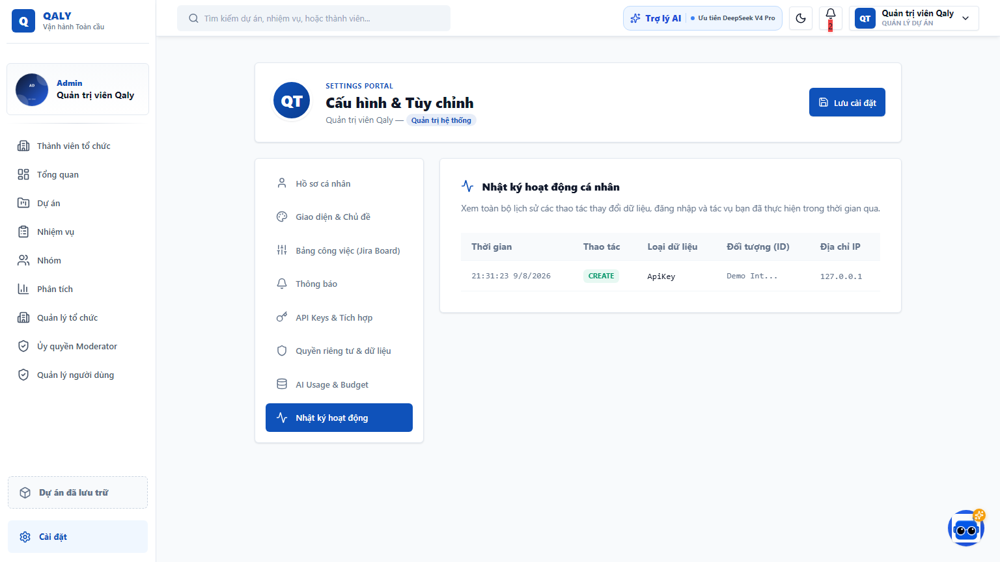 Q
QALY
Vận hành Toàn cầu
Tìm kiếm dự án, nhiệm vụ, hoặc thành viên...
Trợ lý AI
Ưu tiên DeepSeek V4 Pro
2
QT
Quản trị viên Qaly
QUẢN LÝ DỰ ÁN
AD
Admin
Quản trị viên Qaly
Thành viên tổ chức
Tổng quan
Dự án
Nhiệm vụ
Nhóm
Phân tích
Quản lý tổ chức
Ủy quyền Moderator
Quản lý người dùng
Dự án đã lưu trữ
Cài đặt
QT
SETTINGS PORTAL
Cấu hình & Tùy chỉnh
Quản trị viên Qaly — Quản trị hệ thống
Lưu cài đặt
Hồ sơ cá nhân
Giao diện & Chủ đề
Bảng công việc (Jira Board)
Thông báo
API Keys & Tích hợp
Quyền riêng tư & dữ liệu
AI Usage & Budget
Nhật ký hoạt động
Nhật ký hoạt động cá nhân
Xem toàn bộ lịch sử các thao tác thay đổi dữ liệu, đăng nhập và tác vụ bạn đã thực hiện trong thời gian qua.
Thời gian Thao tác Loại dữ liệu Đối tượng (ID) Địa chỉ IP
21:31:23 9/8/2026 CREATE ApiKey Demo Int... 127.0.0.1